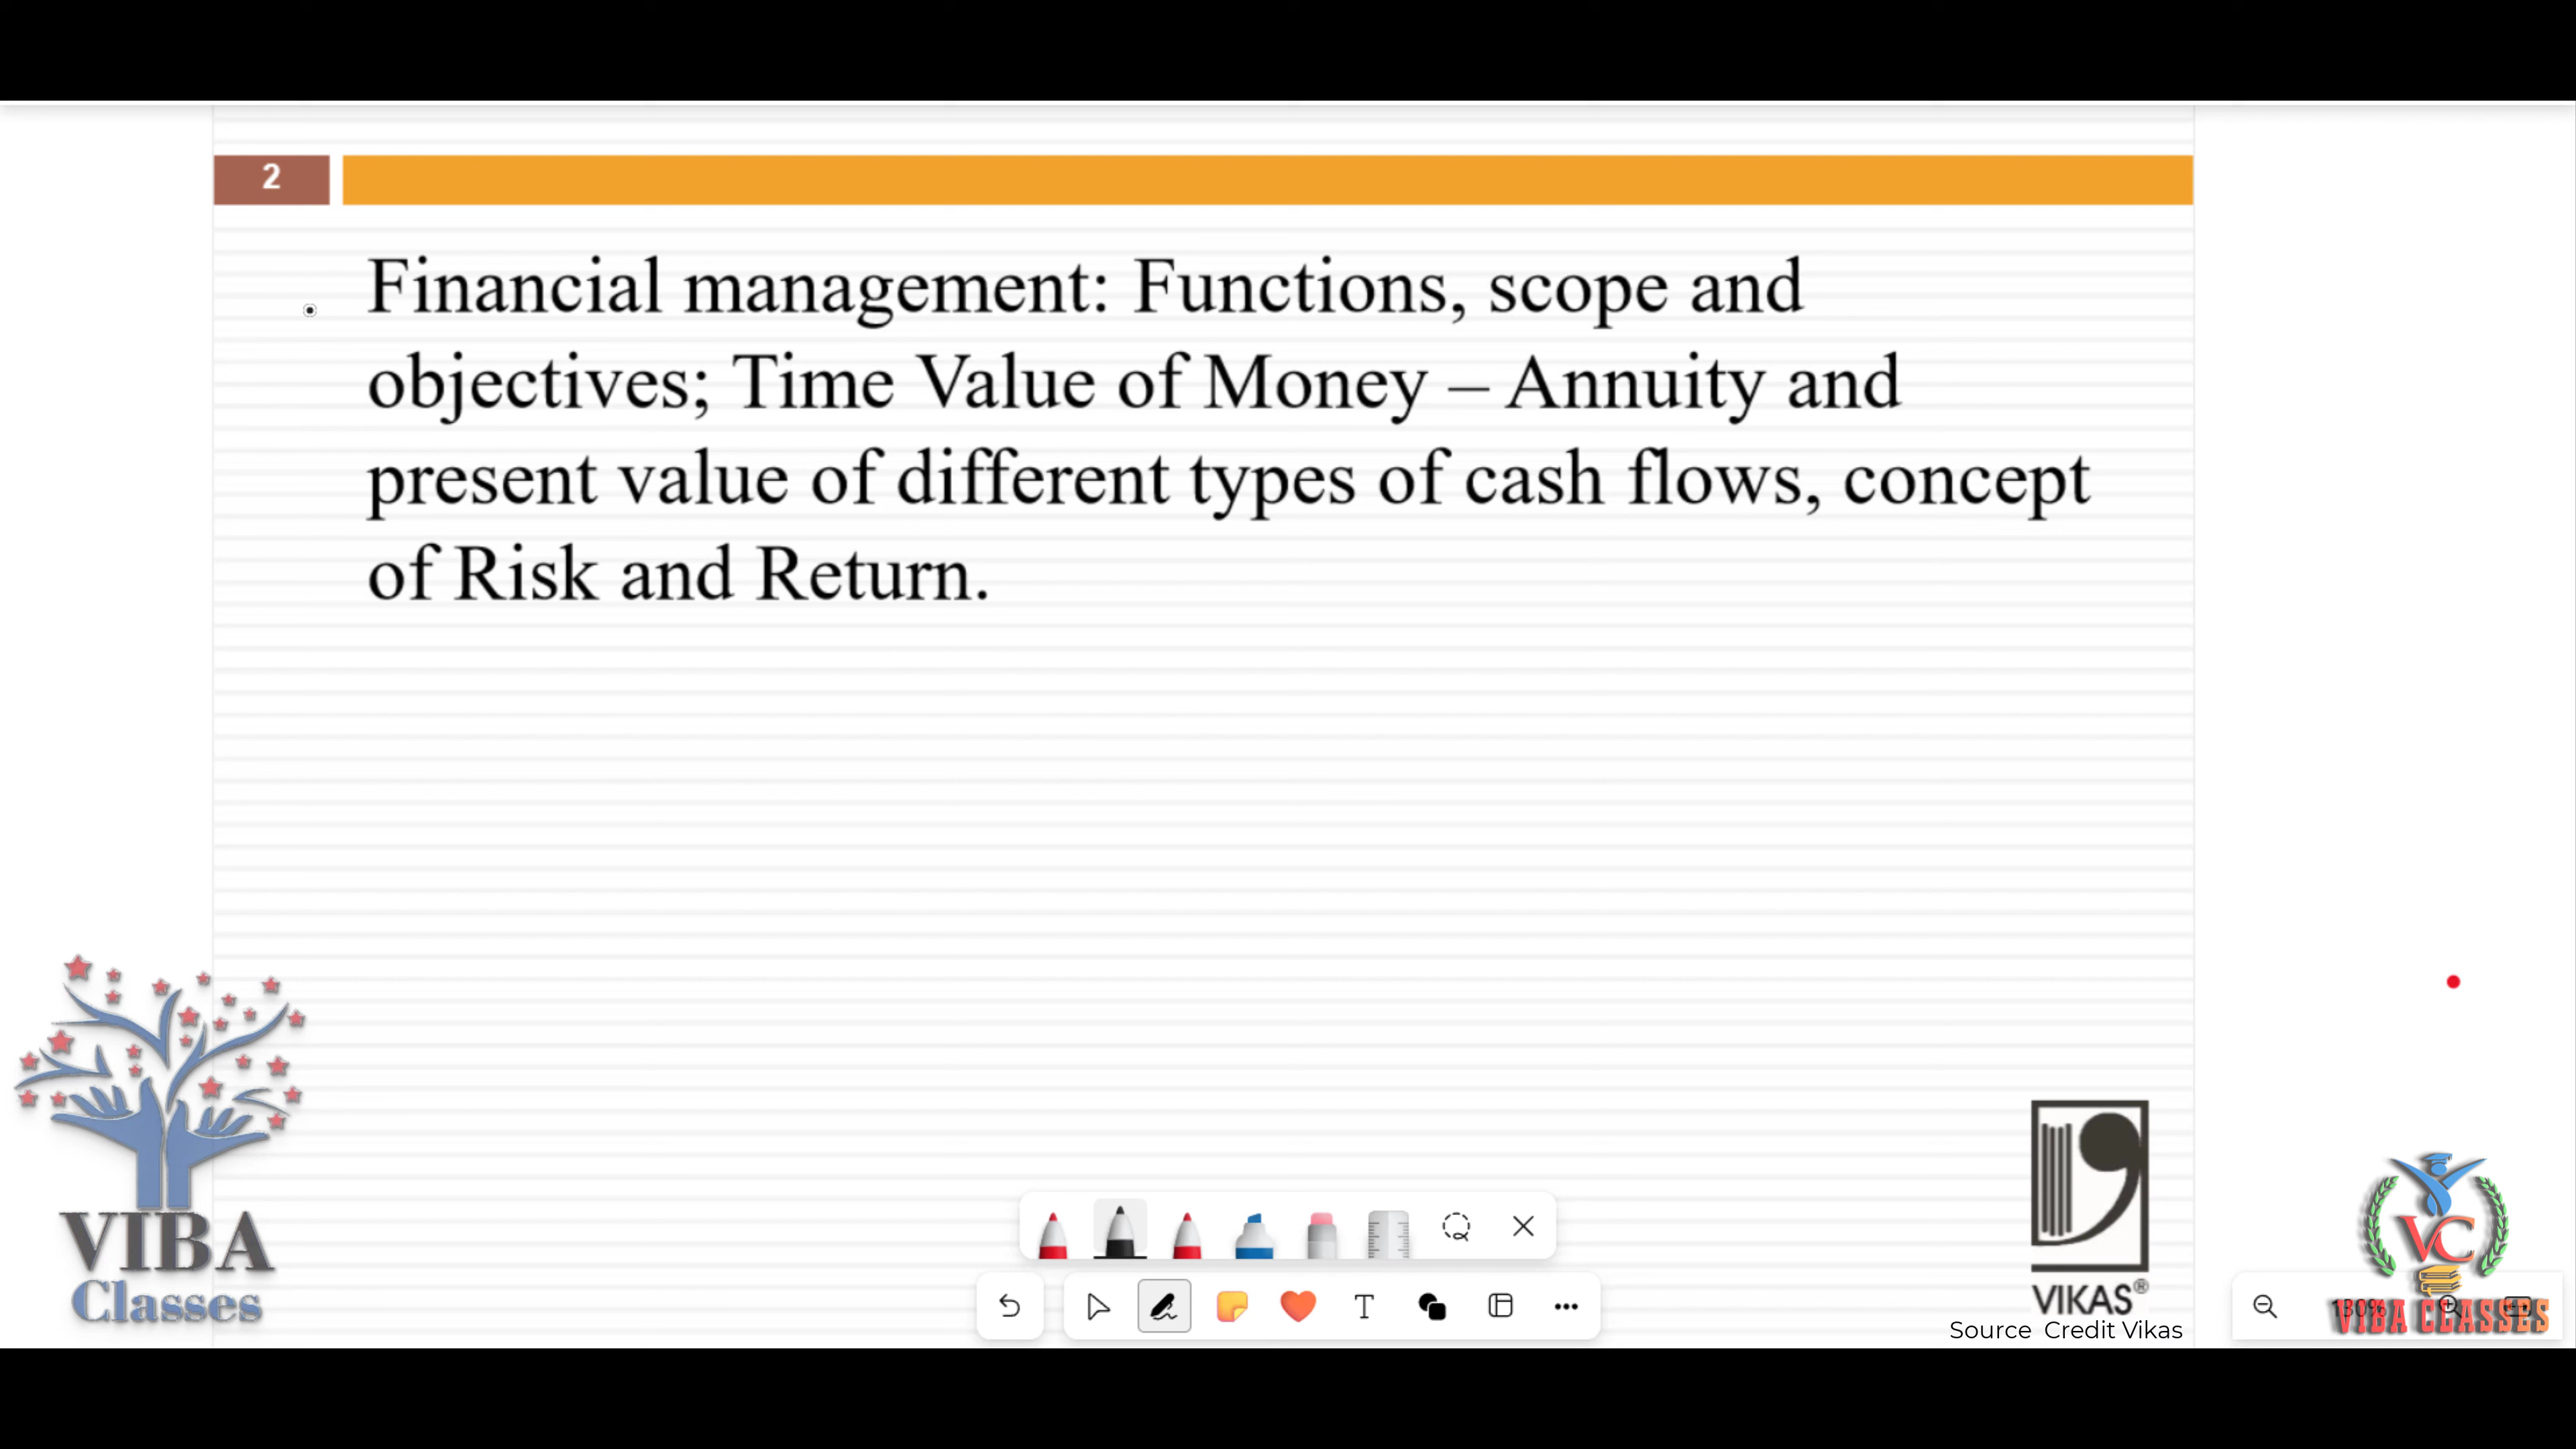 2
Financial management: Functions, scope and
objectives; Time Value of Money – Annuity and
present value of different types of cash flows, concept
of Risk and Return.
VIBA
Classes
VIKAS®
Source Credit Vikas
T
VC
130%
VIBA CLASSES